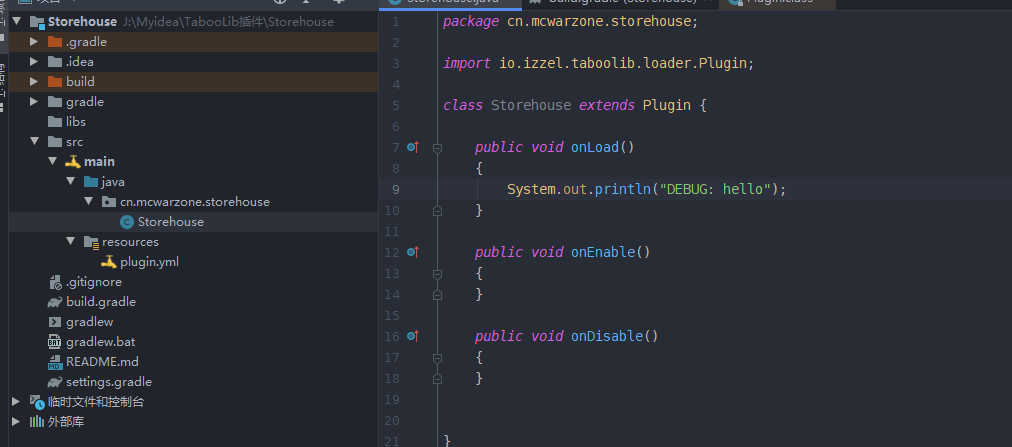 Storehouse J:\Myidea\TabooLib插件\Storehouse
.gradle
.idea
build
gradle
libs
src
main
java
cn.mcwarzone.storehouse
Storehouse
resources
plugin.yml
.gitignore
build.gradle
gradlew
gradlew.bat
README.md
settings.gradle
临时文件和控制台
外部库
1 package cn.mcwarzone.storehouse;
2
3 import io.izzel.taboolib.loader.Plugin;
4
5 class Storehouse extends Plugin {
6
7 public void onLoad()
8 {
9 System.out.println("DEBUG: hello");
10 }
11
12 public void onEnable()
13 {
14 }
15
16 public void onDisable()
17 {
18 }
19
20
21 }